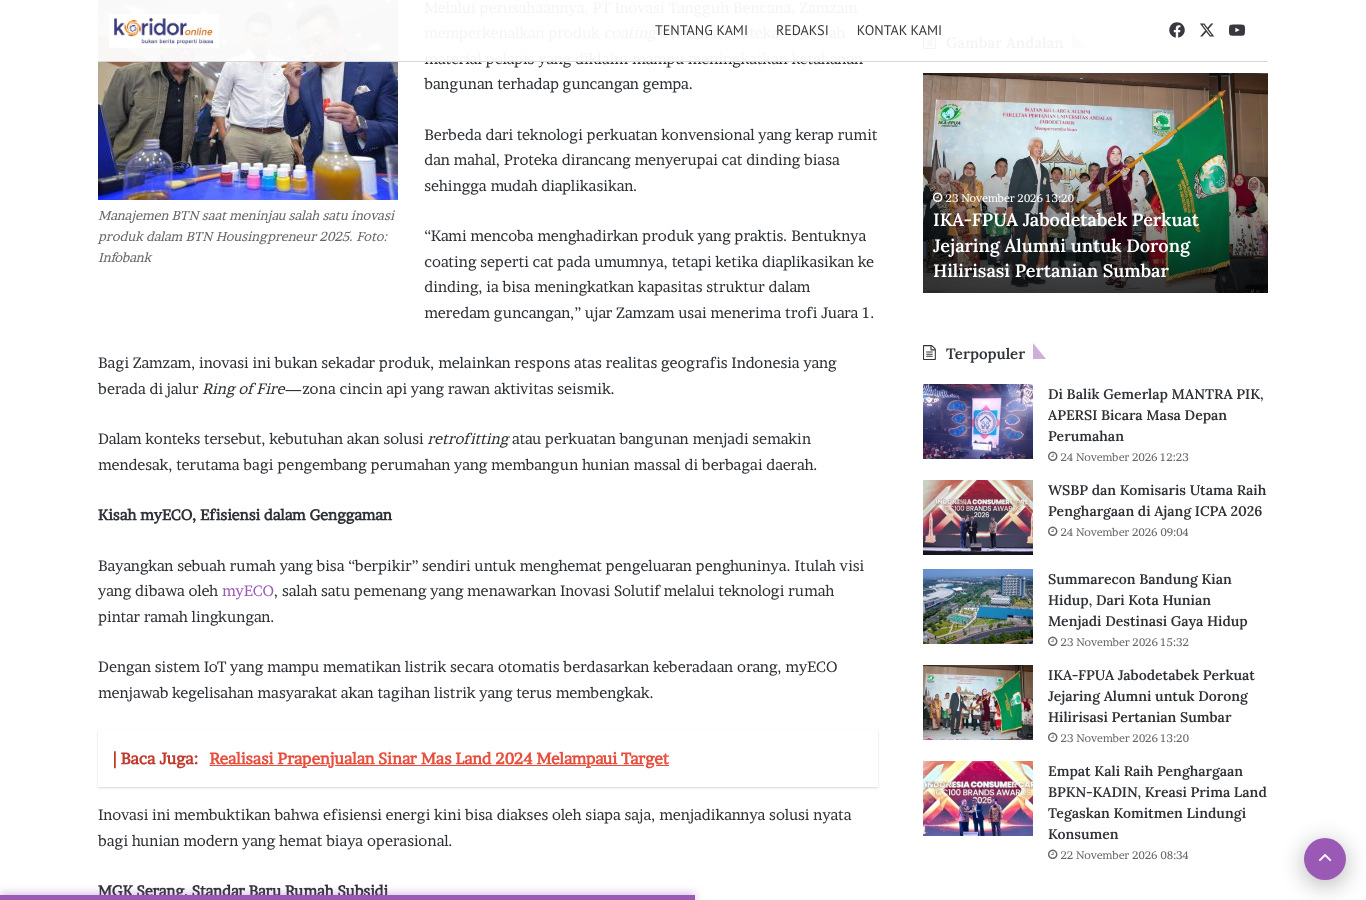 koridor online
bukan berita properti biasa
TENTANG KAMI
REDAKSI
KONTAK KAMI
Melalui perusahaannya, PT Inovasi Tangguh Bencana, Zamzam
memperkenalkan produk coating
material pelapis yang diklaim mampu meningkatkan ketahanan
bangunan terhadap guncangan gempa.
Berbeda dari teknologi perkuatan konvensional yang kerap rumit
dan mahal, Proteka dirancang menyerupai cat dinding biasa
sehingga mudah diaplikasikan.
Manajemen BTN saat meninjau salah satu inovasi
produk dalam BTN Housingpreneur 2025. Foto:
Infobank
“Kami mencoba menghadirkan produk yang praktis. Bentuknya
coating seperti cat pada umumnya, tetapi ketika diaplikasikan ke
dinding, ia bisa meningkatkan kapasitas struktur dalam
meredam guncangan,” ujar Zamzam usai menerima trofi Juara 1.
Bagi Zamzam, inovasi ini bukan sekadar produk, melainkan respons atas realitas geografis Indonesia yang
berada di jalur Ring of Fire—zona cincin api yang rawan aktivitas seismik.
Dalam konteks tersebut, kebutuhan akan solusi retrofitting atau perkuatan bangunan menjadi semakin
mendesak, terutama bagi pengembang perumahan yang membangun hunian massal di berbagai daerah.
Kisah myECO, Efisiensi dalam Genggaman
Bayangkan sebuah rumah yang bisa “berpikir” sendiri untuk menghemat pengeluaran penghuninya. Itulah visi
yang dibawa oleh myECO, salah satu pemenang yang menawarkan Inovasi Solutif melalui teknologi rumah
pintar ramah lingkungan.
Dengan sistem IoT yang mampu mematikan listrik secara otomatis berdasarkan keberadaan orang, myECO
menjawab kegelisahan masyarakat akan tagihan listrik yang terus membengkak.
| Baca Juga: Realisasi Prapenjualan Sinar Mas Land 2024 Melampaui Target
Inovasi ini membuktikan bahwa efisiensi energi kini bisa diakses oleh siapa saja, menjadikannya solusi nyata
bagi hunian modern yang hemat biaya operasional.
MGK Serang, Standar Baru Rumah Subsidi
Gambar Andalan
IKATAN KELUARGA ALUMNI
FAKULTAS PERTANIAN UNIVERSITAS ANDALAS
JABODETABEK
IKA-FPUA
23 November 2026 13:20
IKA-FPUA Jabodetabek Perkuat
Jejaring Alumni untuk Dorong
Hilirisasi Pertanian Sumbar
Terpopuler
Di Balik Gemerlap MANTRA PIK,
APERSI Bicara Masa Depan
Perumahan
24 November 2026 12:23
WSBP dan Komisaris Utama Raih
Penghargaan di Ajang ICPA 2026
24 November 2026 09:04
Summarecon Bandung Kian
Hidup, Dari Kota Hunian
Menjadi Destinasi Gaya Hidup
23 November 2026 15:32
IKA-FPUA Jabodetabek Perkuat
Jejaring Alumni untuk Dorong
Hilirisasi Pertanian Sumbar
23 November 2026 13:20
Empat Kali Raih Penghargaan
BPKN-KADIN, Kreasi Prima Land
Tegaskan Komitmen Lindungi
Konsumen
22 November 2026 08:34